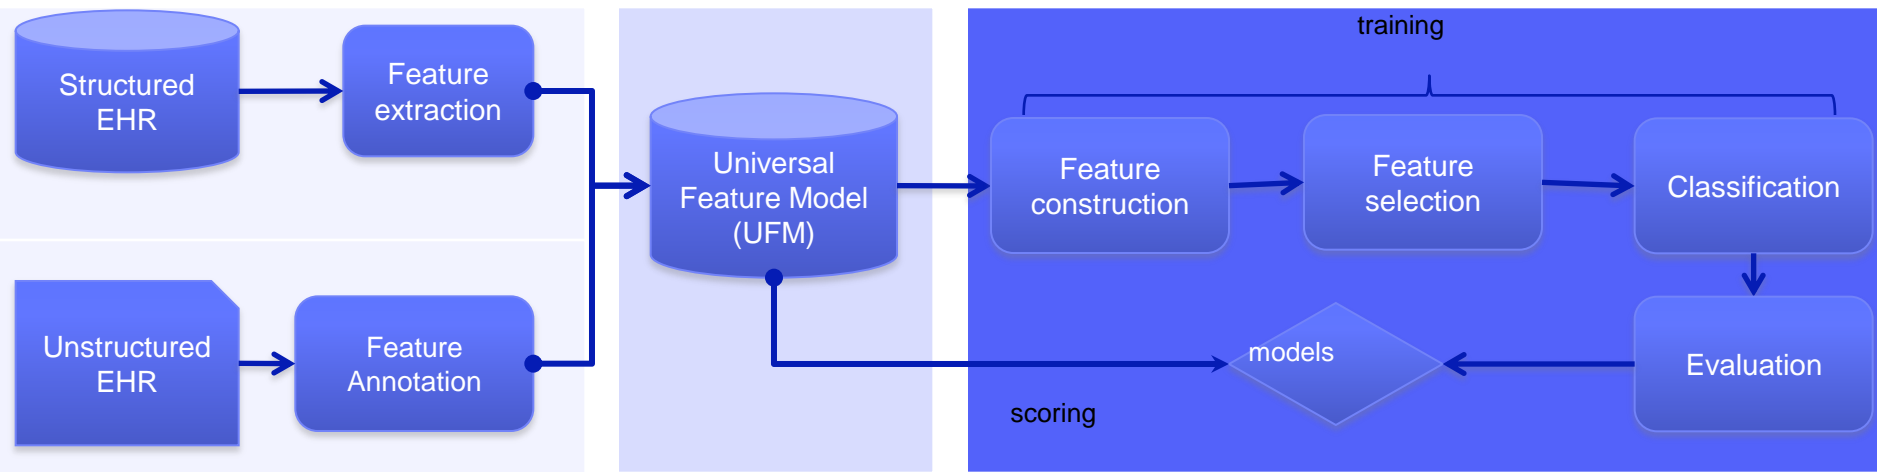 training
Structured
EHR
Feature
extraction
Universal
Feature Model
(UFM)
Feature
construction
Feature
selection
Classification
Unstructured
EHR
Feature
Annotation
models
Evaluation
scoring